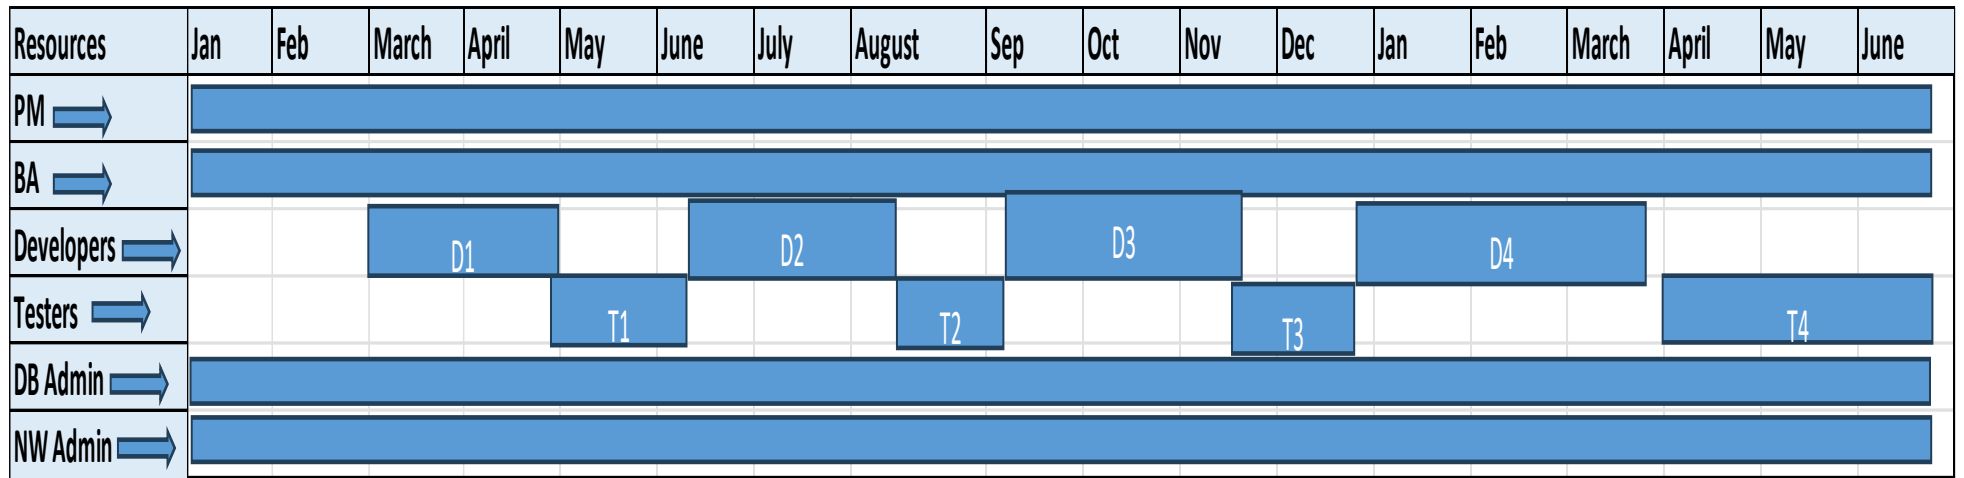 Resources Jan Feb March April May June July August Sep Oct Nov Dec Jan Feb March April May June
PM
BA
Developers D1 D2 D3 D4
Testers T1 T2 T3 T4
DB Admin
NW Admin